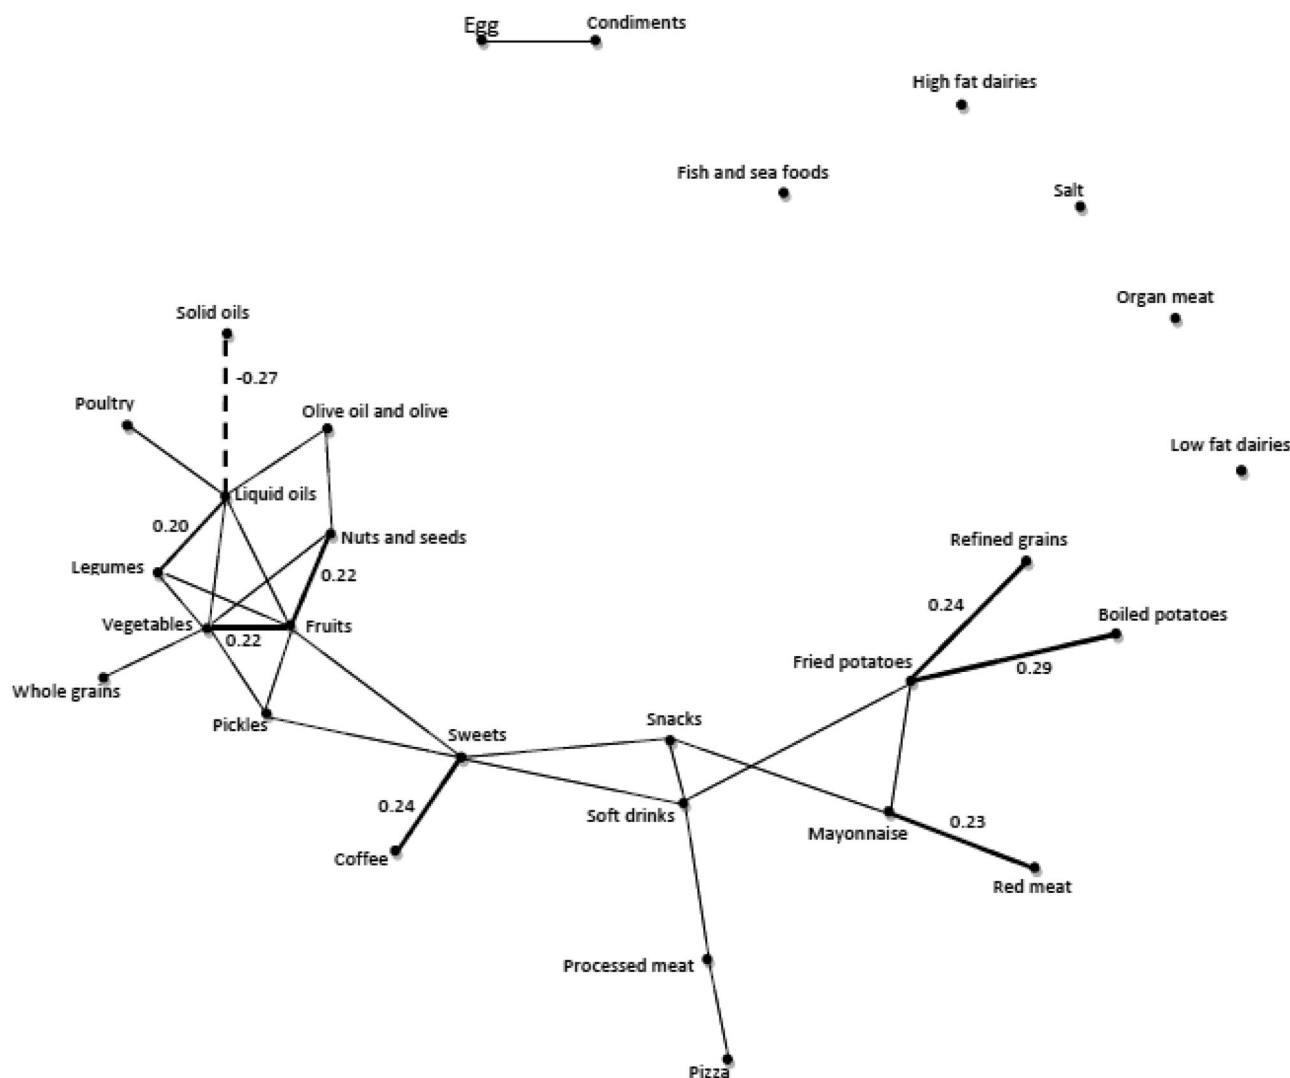 Egg
Condiments
High fat dairies
Fish and sea foods
Salt
Organ meat
Solid oils
-0.27
Poultry
Olive oil and olive
Low fat dairies
Liquid oils
0.20
Nuts and seeds
Refined grains
Legumes
0.22
0.24
Boiled potatoes
Vegetables
Fruits
0.22
Fried potatoes
0.29
Whole grains
Pickles
Snacks
Sweets
0.24
Soft drinks
0.23
Mayonnaise
Coffee
Red meat
Processed meat
Pizza